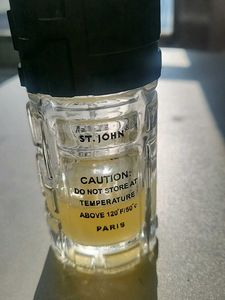 ST. JOHN
CAUTION:
DO NOT STORE AT
TEMPERATURE
ABOVE 120°F/50°C
PARIS